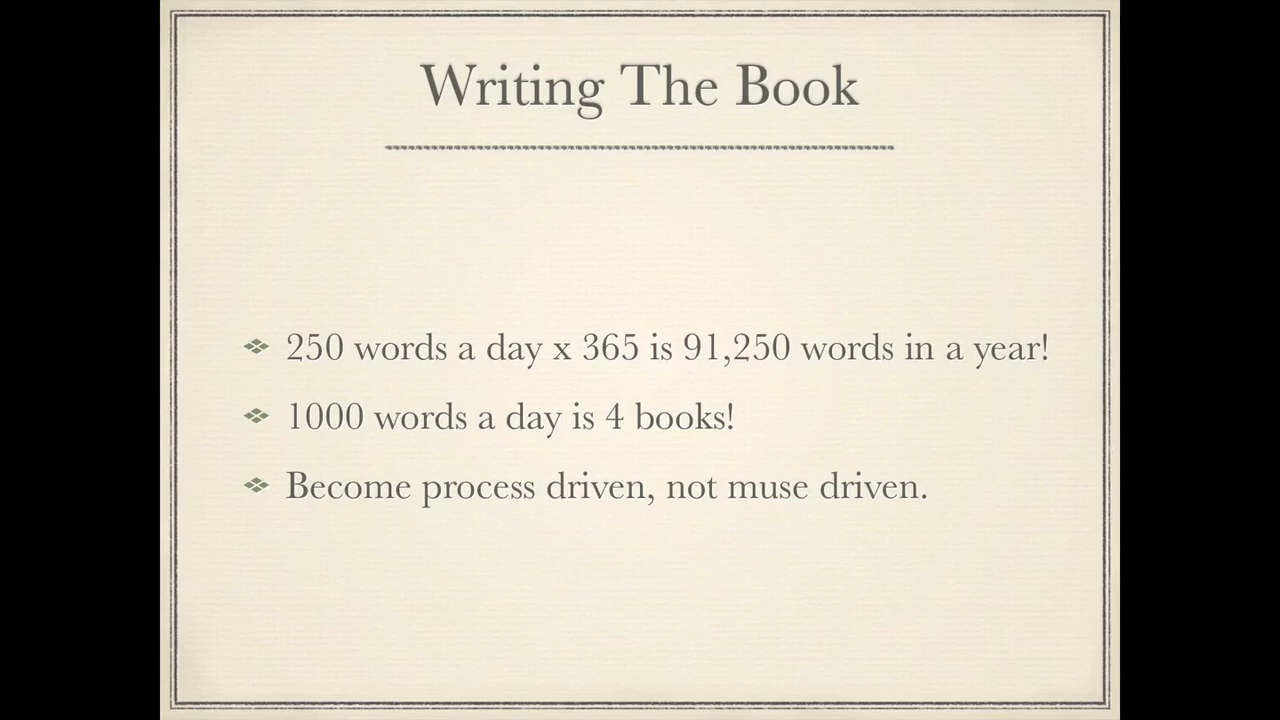 Writing The Book
250 words a day x 365 is 91,250 words in a year!
1000 words a day is 4 books!
Become process driven, not muse driven.